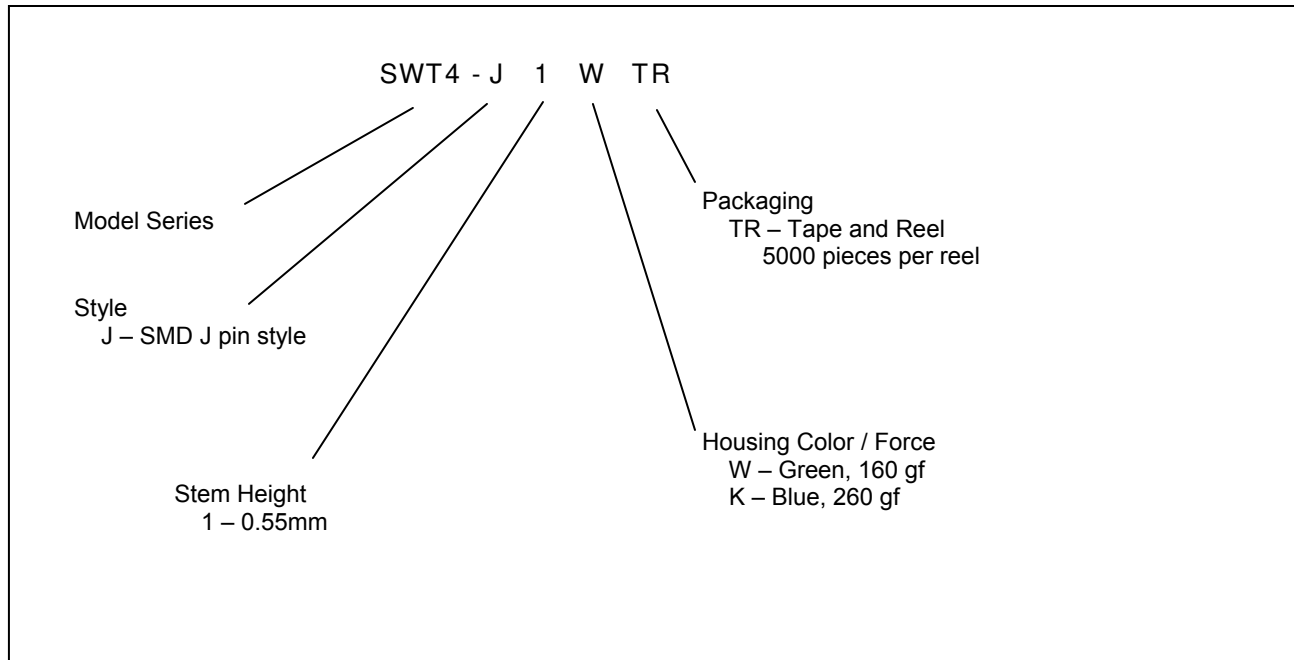 SWT4 - J 1 W TR
Model Series
Style
J – SMD J pin style
Stem Height
1 – 0.55mm
Packaging
TR – Tape and Reel
5000 pieces per reel
Housing Color / Force
W – Green, 160 gf
K – Blue, 260 gf